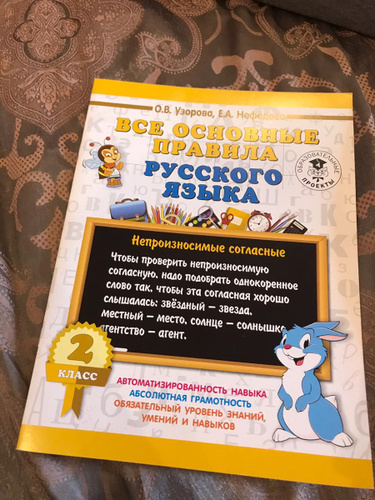 О.В. Узорова, Е.А. Нефёдова
ВСЕ ОСНОВНЫЕ
ПРАВИЛА
РУССКОГО
ЯЗЫКА
ОБРАЗОВАТЕЛЬНЫЕ
ПРОЕКТЫ
Непроизносимые согласные
Чтобы проверить непроизносимую
согласную, надо подобрать однокоренное
слово так, чтобы эта согласная хорошо
слышалась: звёздный — звезда,
местный — место, солнце — солнышко,
агентство — агент.
2
КЛАСС
АВТОМАТИЗИРОВАННОСТЬ НАВЫКА
АБСОЛЮТНАЯ ГРАМОТНОСТЬ
ОБЯЗАТЕЛЬНЫЙ УРОВЕНЬ ЗНАНИЙ,
УМЕНИЙ И НАВЫКОВ